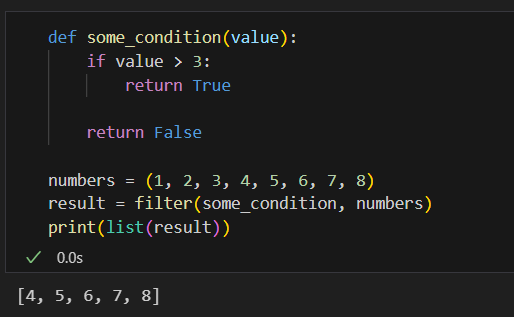 def some_condition(value):
    if value > 3:
        return True

    return False

numbers = (1, 2, 3, 4, 5, 6, 7, 8)
result = filter(some_condition, numbers)
print(list(result))
0.0s
[4, 5, 6, 7, 8]